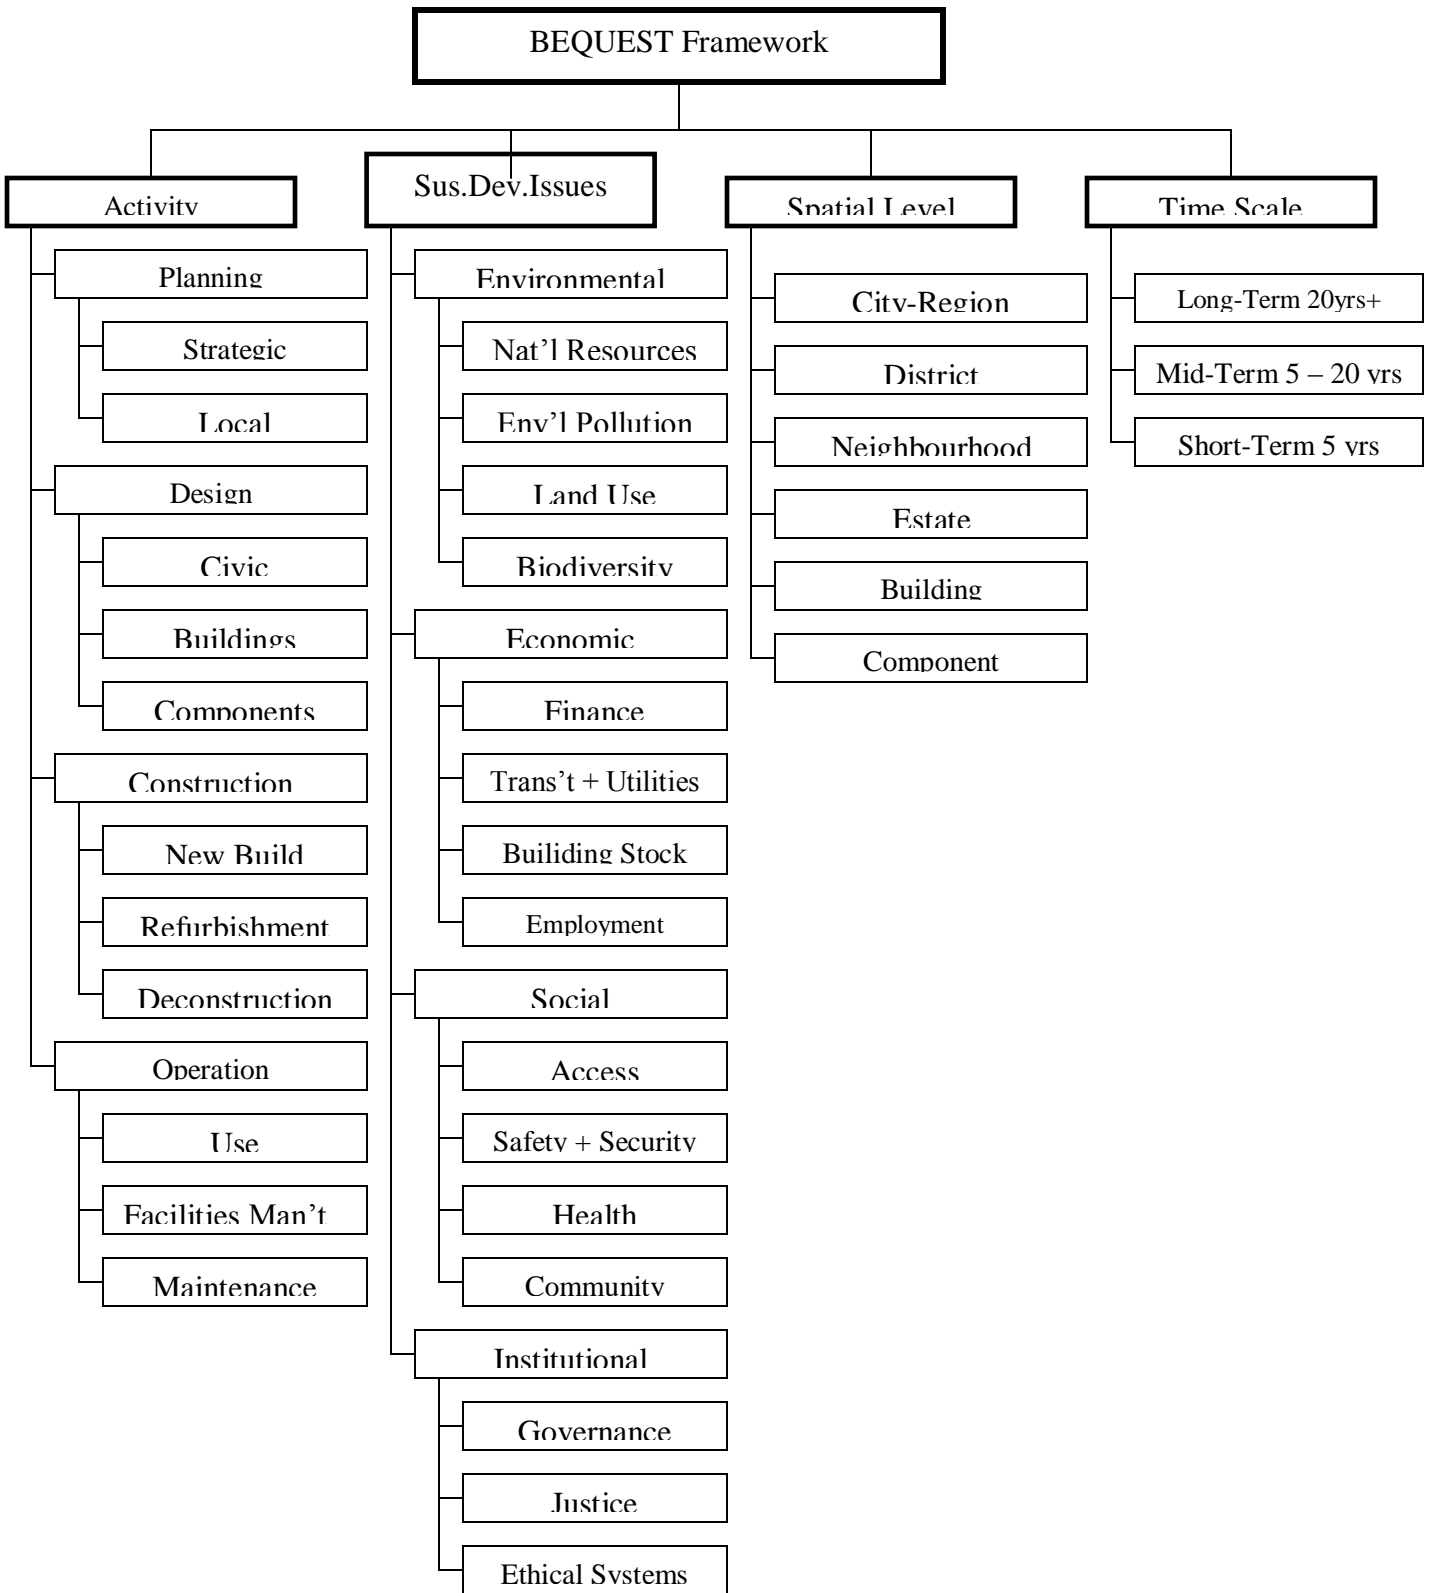 BEQUEST Framework
Activity
Planning
Strategic
Local
Design
Civic
Buildings
Components
Construction
New Build
Refurbishment
Deconstruction
Operation
Use
Facilities Man’t
Maintenance
Sus.Dev.Issues
Environmental
Nat’l Resources
Env’l Pollution
Land Use
Biodiversity
Economic
Finance
Trans’t + Utilities
Builiding Stock
Employment
Social
Access
Safety + Security
Health
Community
Institutional
Governance
Justice
Ethical Systems
Spatial Level
City-Region
District
Neighbourhood
Estate
Building
Component
Time Scale
Long-Term 20yrs+
Mid-Term 5 – 20 yrs
Short-Term 5 yrs